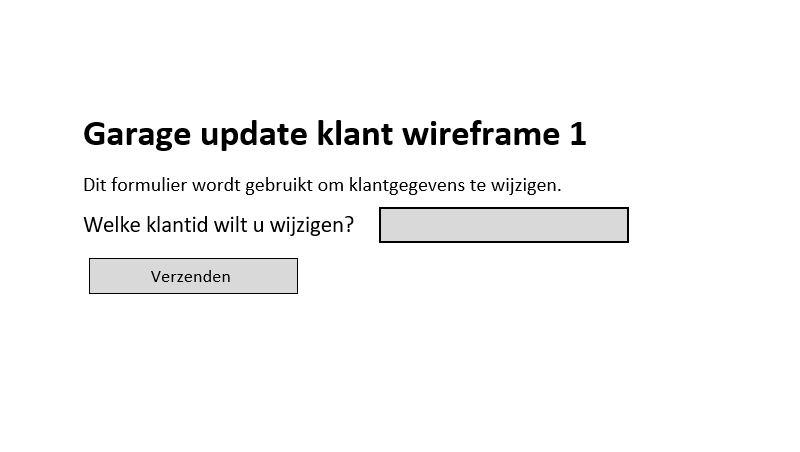 Garage update klant wireframe 1
Dit formulier wordt gebruikt om klantgegevens te wijzigen.
Welke klantid wilt u wijzigen?
Verzenden